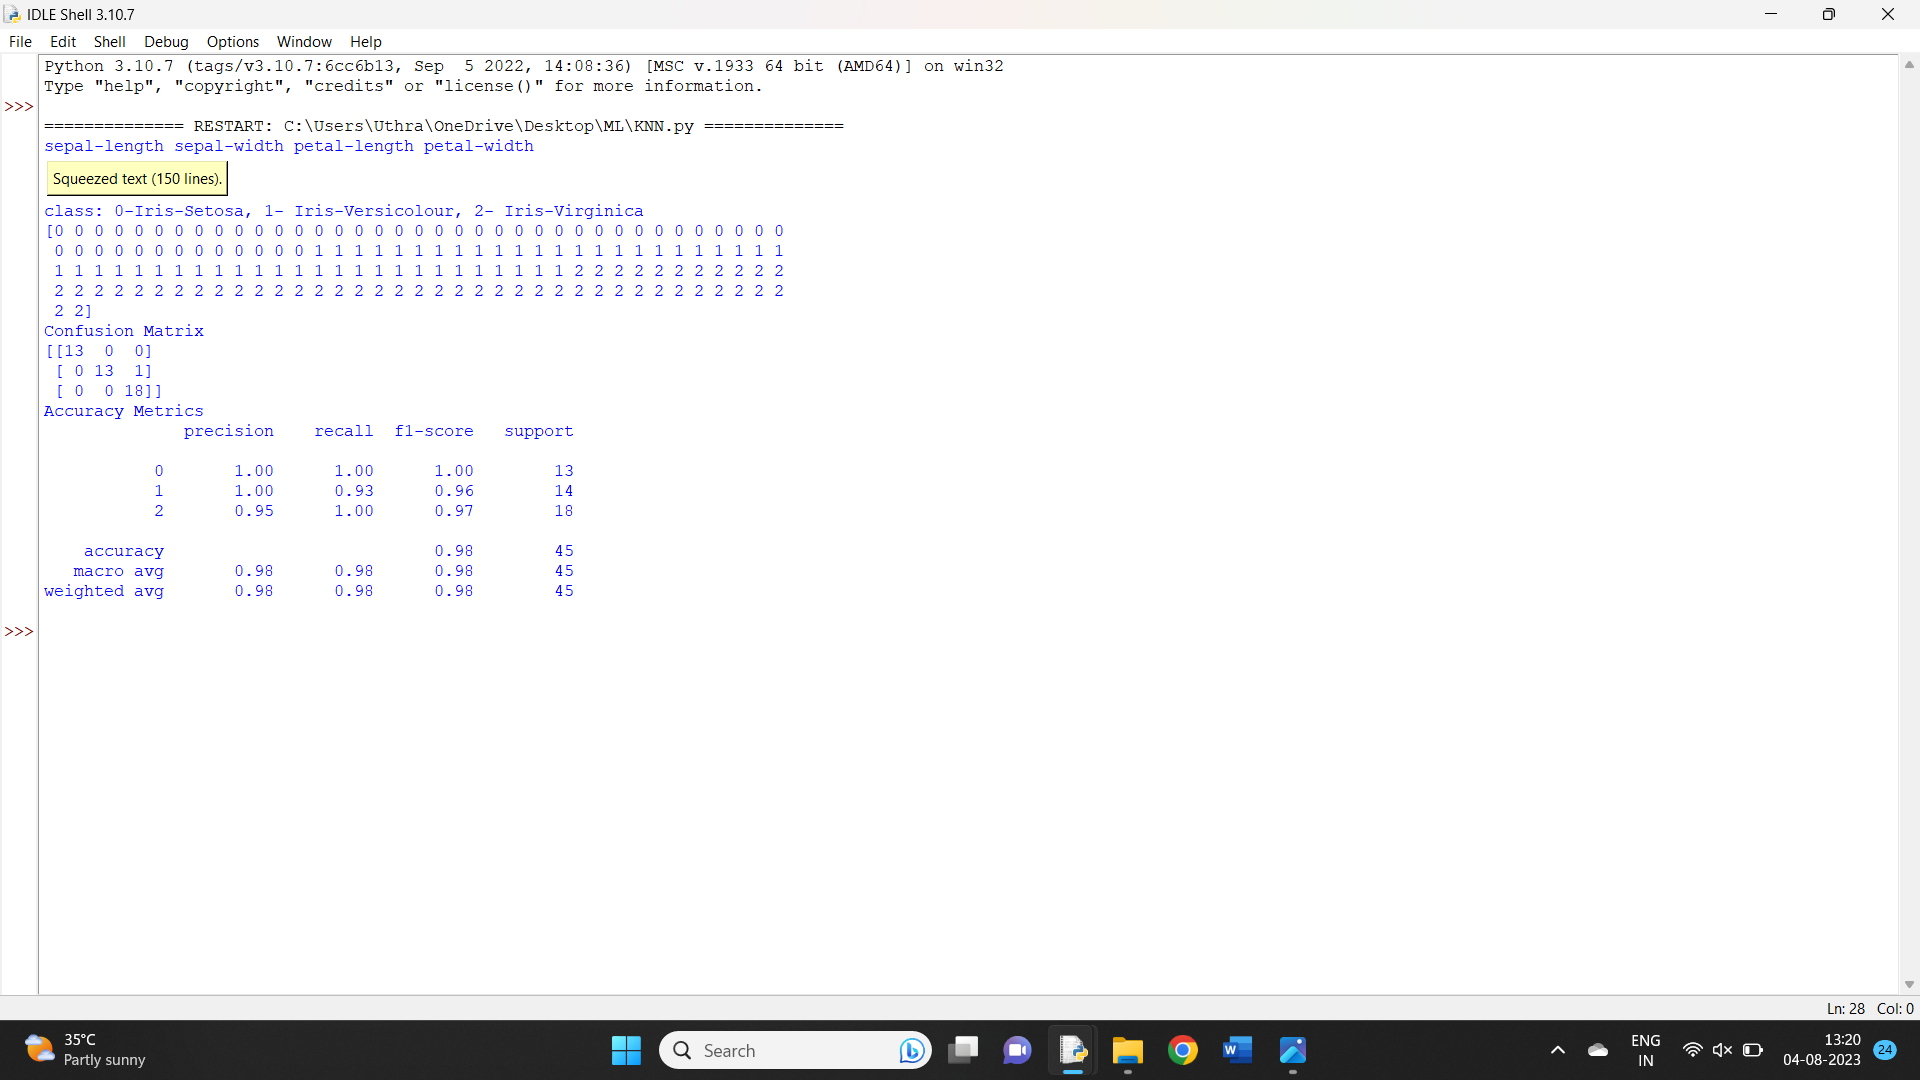 IDLE Shell 3.10.7
File Edit Shell Debug Options Window Help
Python 3.10.7 (tags/v3.10.7:6cc6b13, Sep  5 2022, 14:08:36) [MSC v.1933 64 bit (AMD64)] on win32
Type "help", "copyright", "credits" or "license()" for more information.
>>>
============== RESTART: C:\Users\Uthra\OneDrive\Desktop\ML\KNN.py ==============
sepal-length sepal-width petal-length petal-width
Squeezed text (150 lines).
class: 0-Iris-Setosa, 1- Iris-Versicolour, 2- Iris-Virginica
[0 0 0 0 0 0 0 0 0 0 0 0 0 0 0 0 0 0 0 0 0 0 0 0 0 0 0 0 0 0 0 0 0 0 0 0 0
 0 0 0 0 0 0 0 0 0 0 0 0 0 1 1 1 1 1 1 1 1 1 1 1 1 1 1 1 1 1 1 1 1 1 1 1 1
 1 1 1 1 1 1 1 1 1 1 1 1 1 1 1 1 1 1 1 1 1 1 1 1 1 1 2 2 2 2 2 2 2 2 2 2 2
 2 2 2 2 2 2 2 2 2 2 2 2 2 2 2 2 2 2 2 2 2 2 2 2 2 2 2 2 2 2 2 2 2 2 2 2 2
 2 2]
Confusion Matrix
[[13  0  0]
 [ 0 13  1]
 [ 0  0 18]]
Accuracy Metrics
              precision    recall  f1-score   support
           0       1.00      1.00      1.00        13
           1       1.00      0.93      0.96        14
           2       0.95      1.00      0.97        18
    accuracy                           0.98        45
   macro avg       0.98      0.98      0.98        45
weighted avg       0.98      0.98      0.98        45
>>>
Ln: 28 Col: 0
35°C
Partly sunny
Search
ENG
IN
13:20
04-08-2023
24